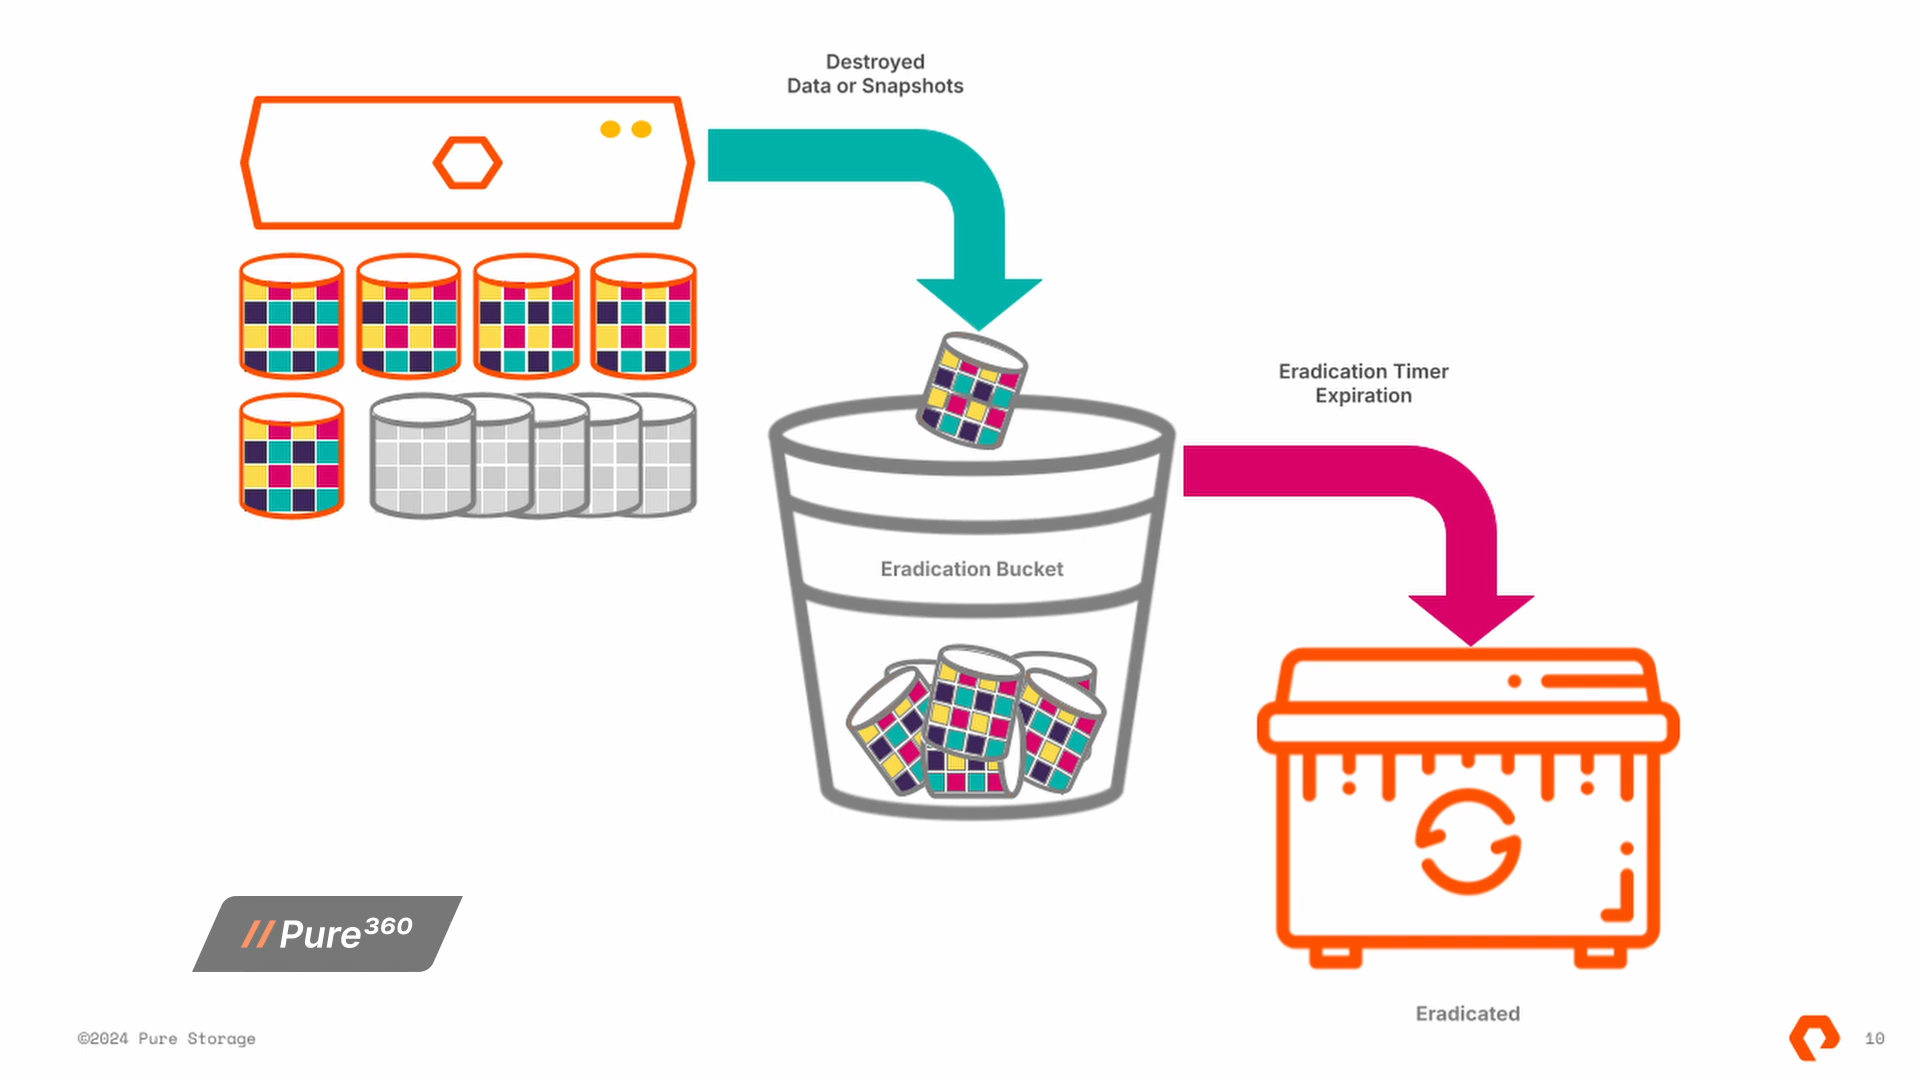 Destroyed
Data or Snapshots
Eradication Timer
Expiration
Eradication Bucket
//Pure³⁶⁰
Eradicated
©2024 Pure Storage
10